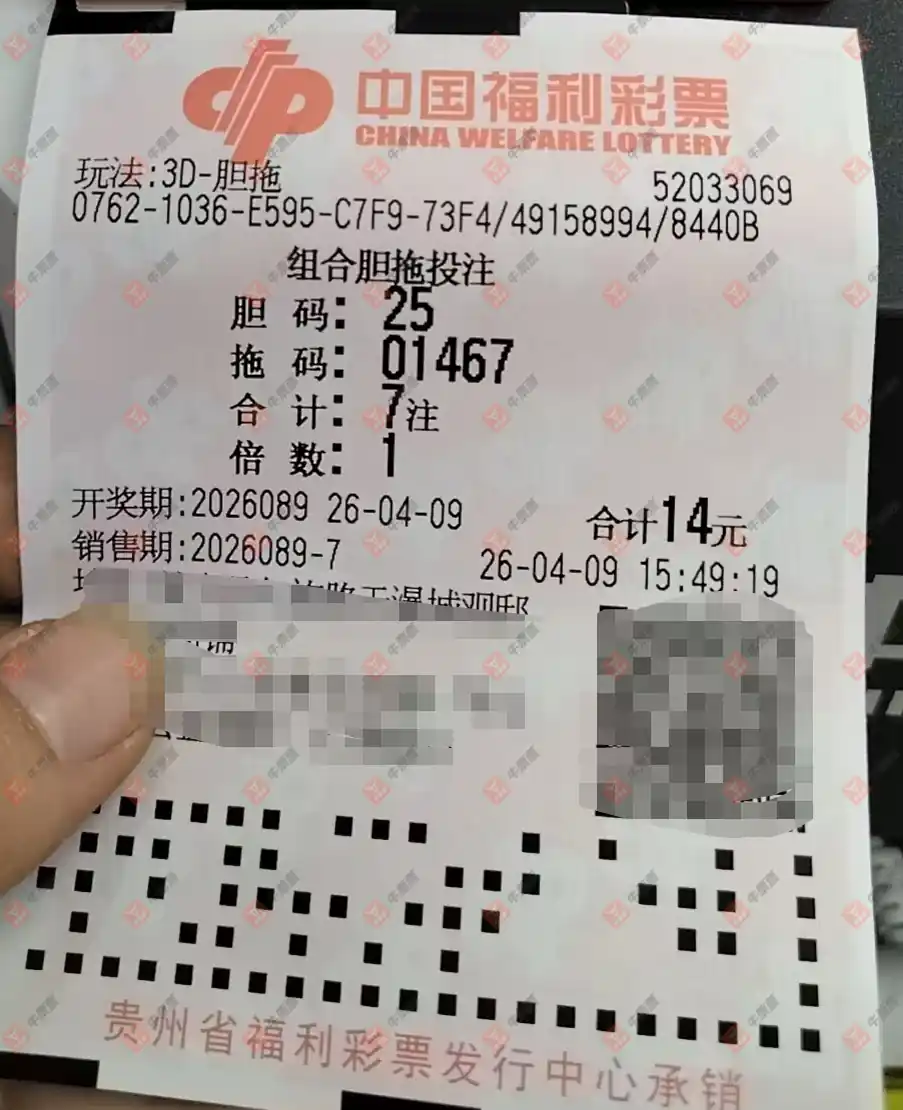 中国福利彩票
CHINA WELFARE LOTTERY
玩法:3D-胆拖
52033069
0762-1036-E595-C7F9-73F4/49158994/8440B
组合胆拖投注
胆 码: 25
拖 码: 01467
合 计: 7注
倍 数: 1
开奖期:2026089 26-04-09
合计14元
销售期:2026089-7
26-04-09 15:49:19
贵州省福利彩票发行中心承销